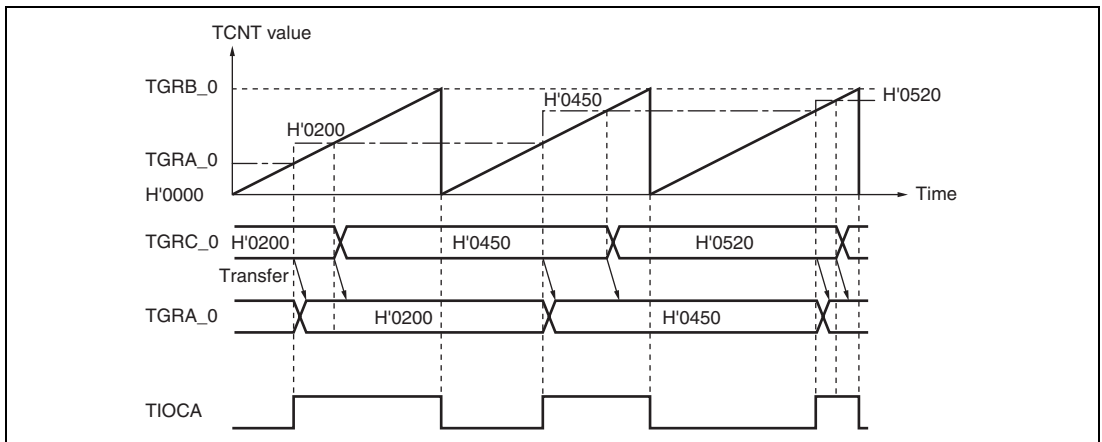 TCNT value
TGRB_0
H'0450
H'0520
H'0200
TGRA_0
H'0000
Time
TGRC_0
H'0200
H'0450
H'0520
Transfer
TGRA_0
H'0200
H'0450
TIOCA